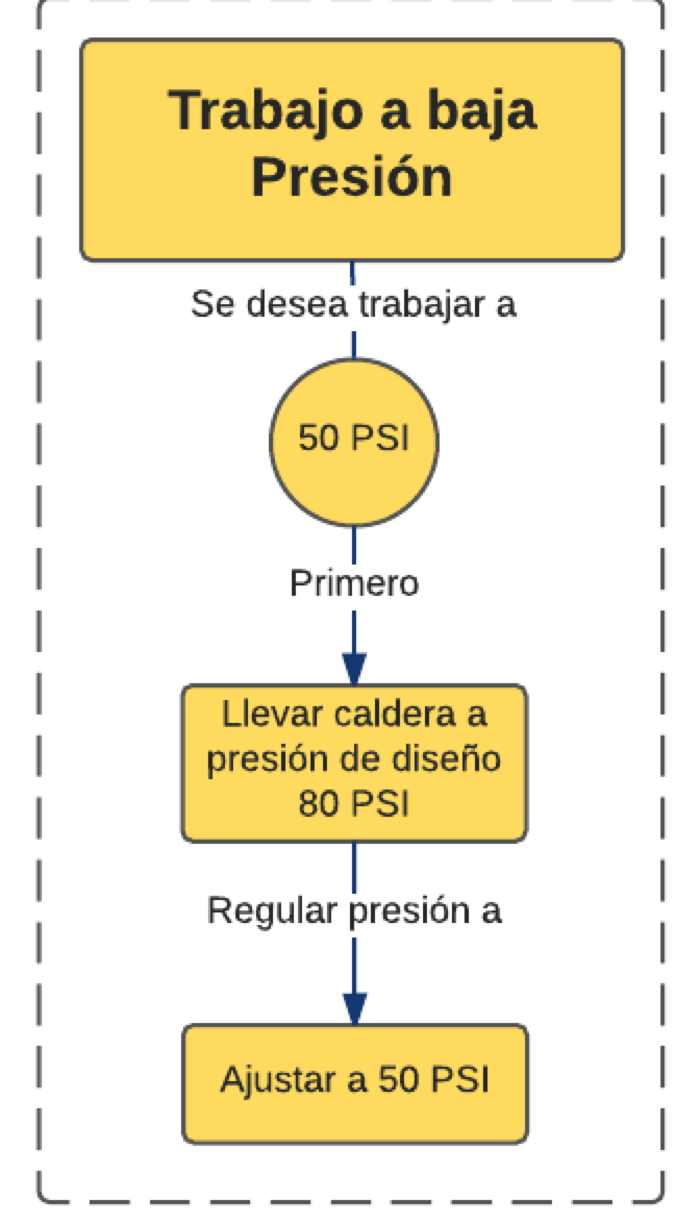 Trabajo a baja
Presión
Se desea trabajar a
50 PSI
Primero
Llevar caldera a
presión de diseño
80 PSI
Regular presión a
Ajustar a 50 PSI